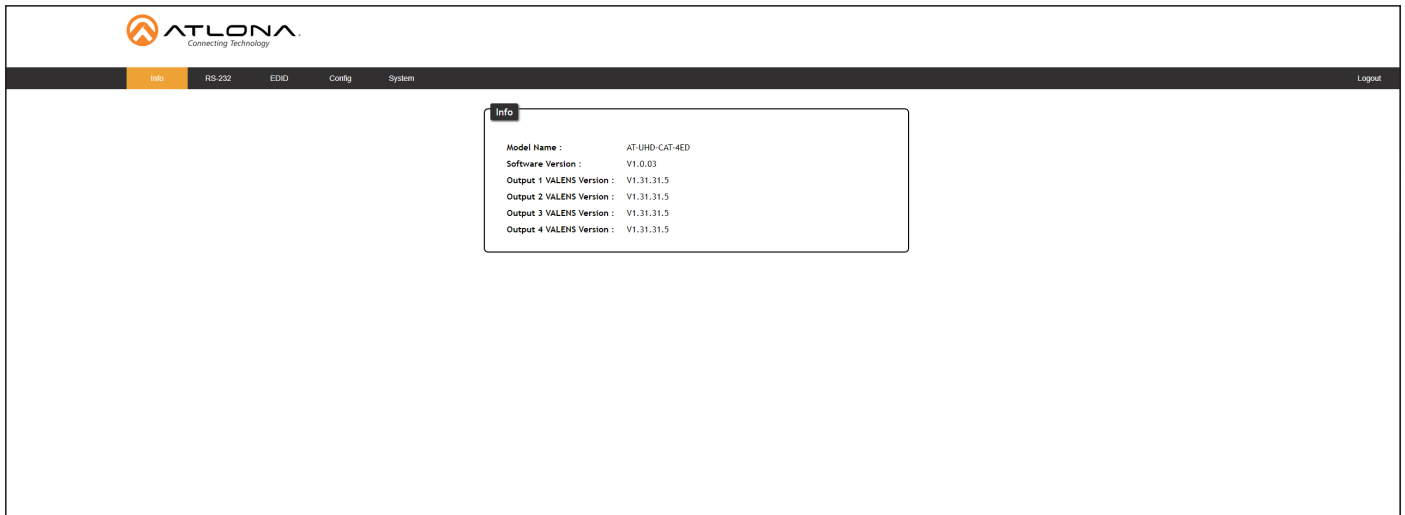 ATLONA.
Connecting Technology
Info RS-232 EDID Config System Logout
Info
Model Name : AT-UHD-CAT-4ED
Software Version : V1.0.03
Output 1 VALENS Version : V1.31.31.5
Output 2 VALENS Version : V1.31.31.5
Output 3 VALENS Version : V1.31.31.5
Output 4 VALENS Version : V1.31.31.5